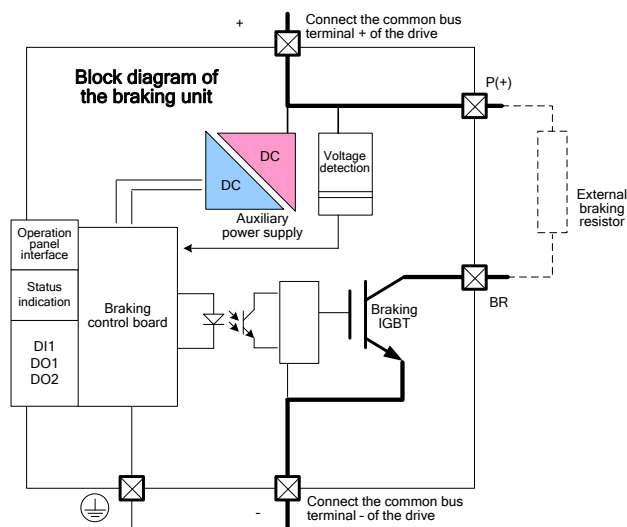 +
Connect the common bus
terminal + of the drive
Block diagram of
the braking unit
P(+)
DC
DC
Voltage
detection
Auxiliary
power supply
External
braking
resistor
Operation
panel
interface
Status
indication
Braking
control board
DI1
DO1
DO2
Braking
IGBT
BR
-
Connect the common bus
terminal - of the drive